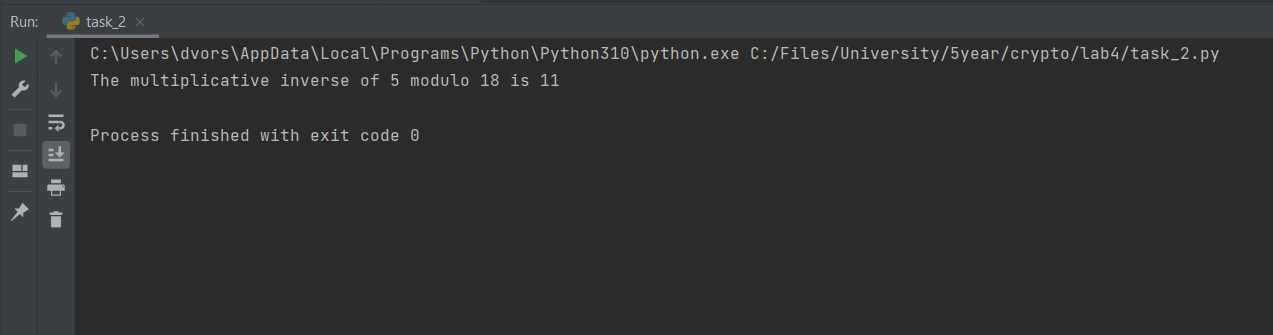 Run: task_2
C:\Users\dvors\AppData\Local\Programs\Python\Python310\python.exe C:/Files/University/5year/crypto/lab4/task_2.py
The multiplicative inverse of 5 modulo 18 is 11
Process finished with exit code 0